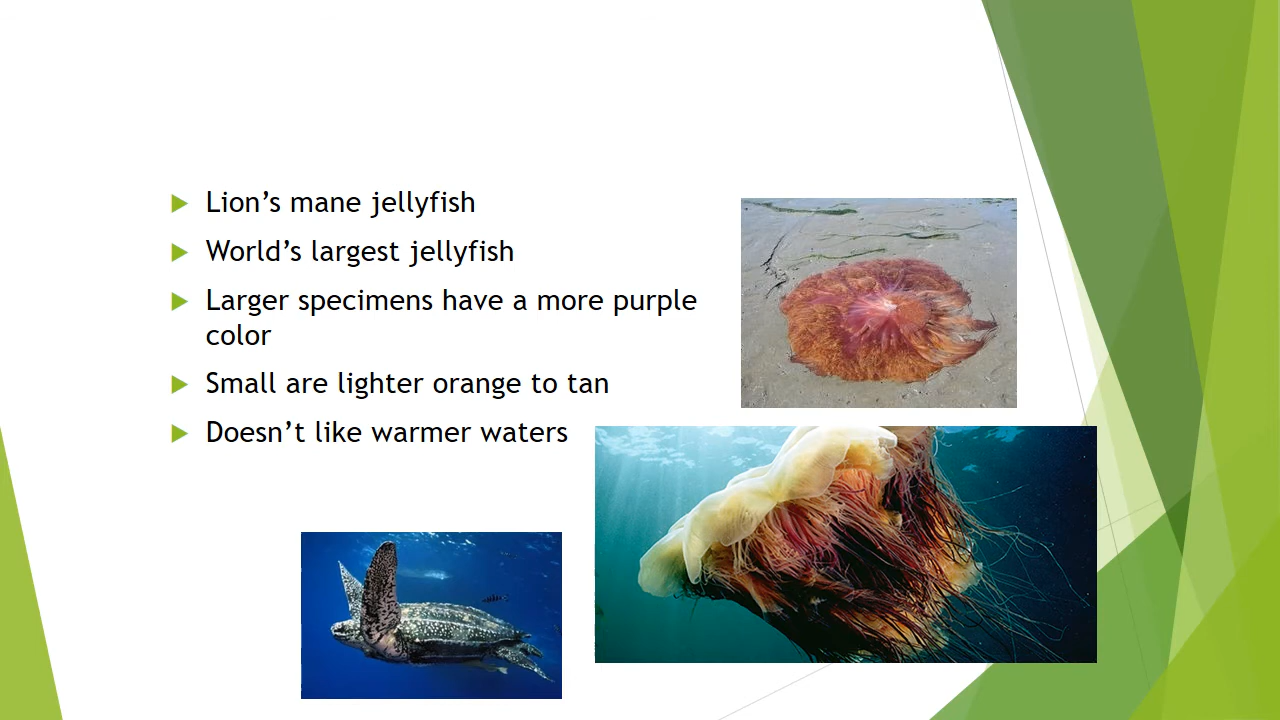 Lion’s mane jellyfish
World’s largest jellyfish
Larger specimens have a more purple
color
Small are lighter orange to tan
Doesn’t like warmer waters